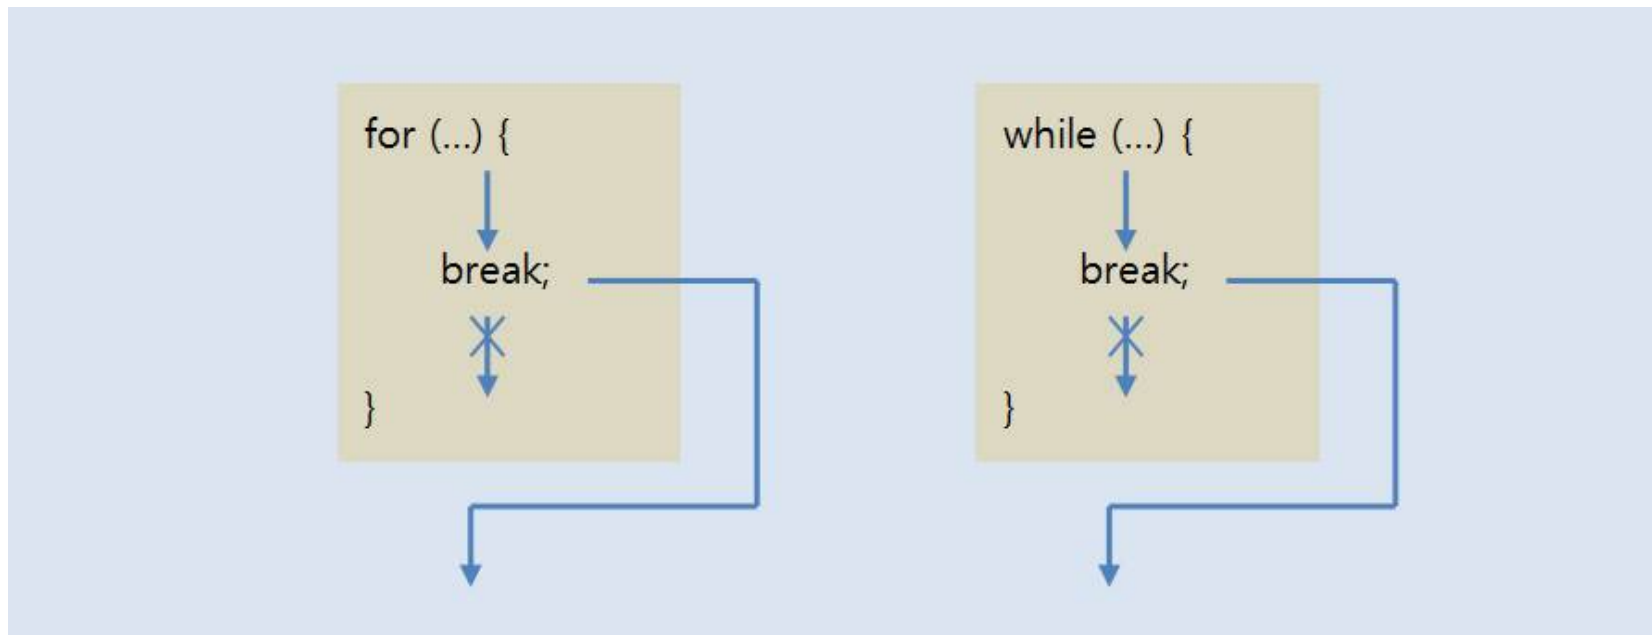 for (...) {
break;
}
while (...) {
break;
}